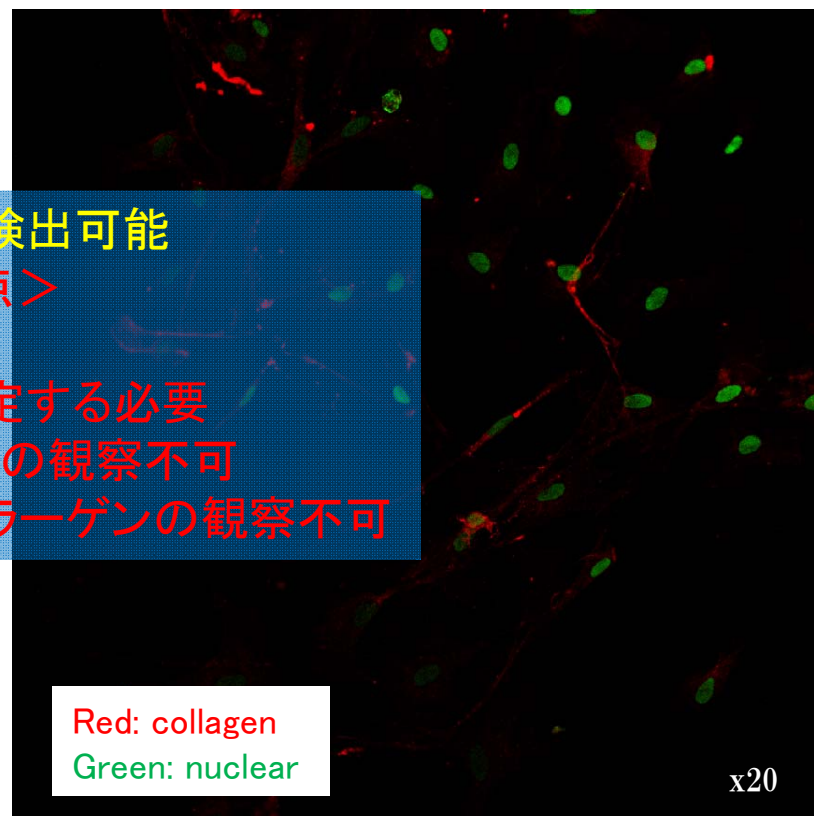 検出可能
点＞
定する必要
の観察不可
ラーゲンの観察不可
Red: collagen
Green: nuclear
x20